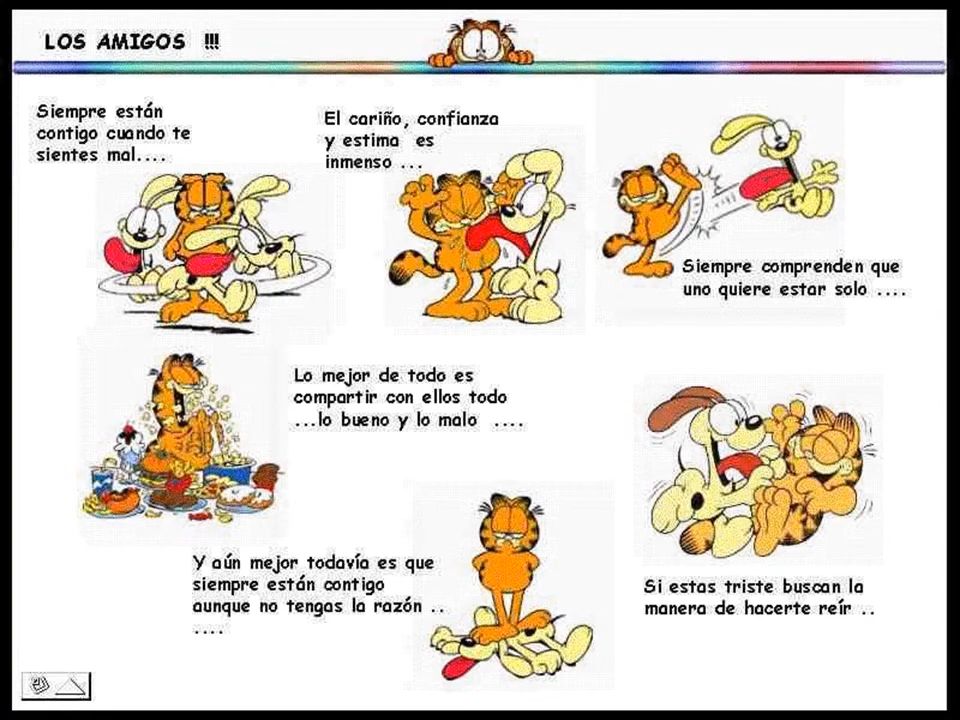 LOS AMIGOS !!!
Siempre están
contigo cuando te
sientes mal....
El cariño, confianza
y estima es
inmenso ...
Siempre comprenden que
uno quiere estar solo ....
Lo mejor de todo es
compartir con ellos todo
...lo bueno y lo malo ....
Y aún mejor todavía es que
siempre están contigo
aunque no tengas la razón ..
....
Si estas triste buscan la
manera de hacerte reír ..